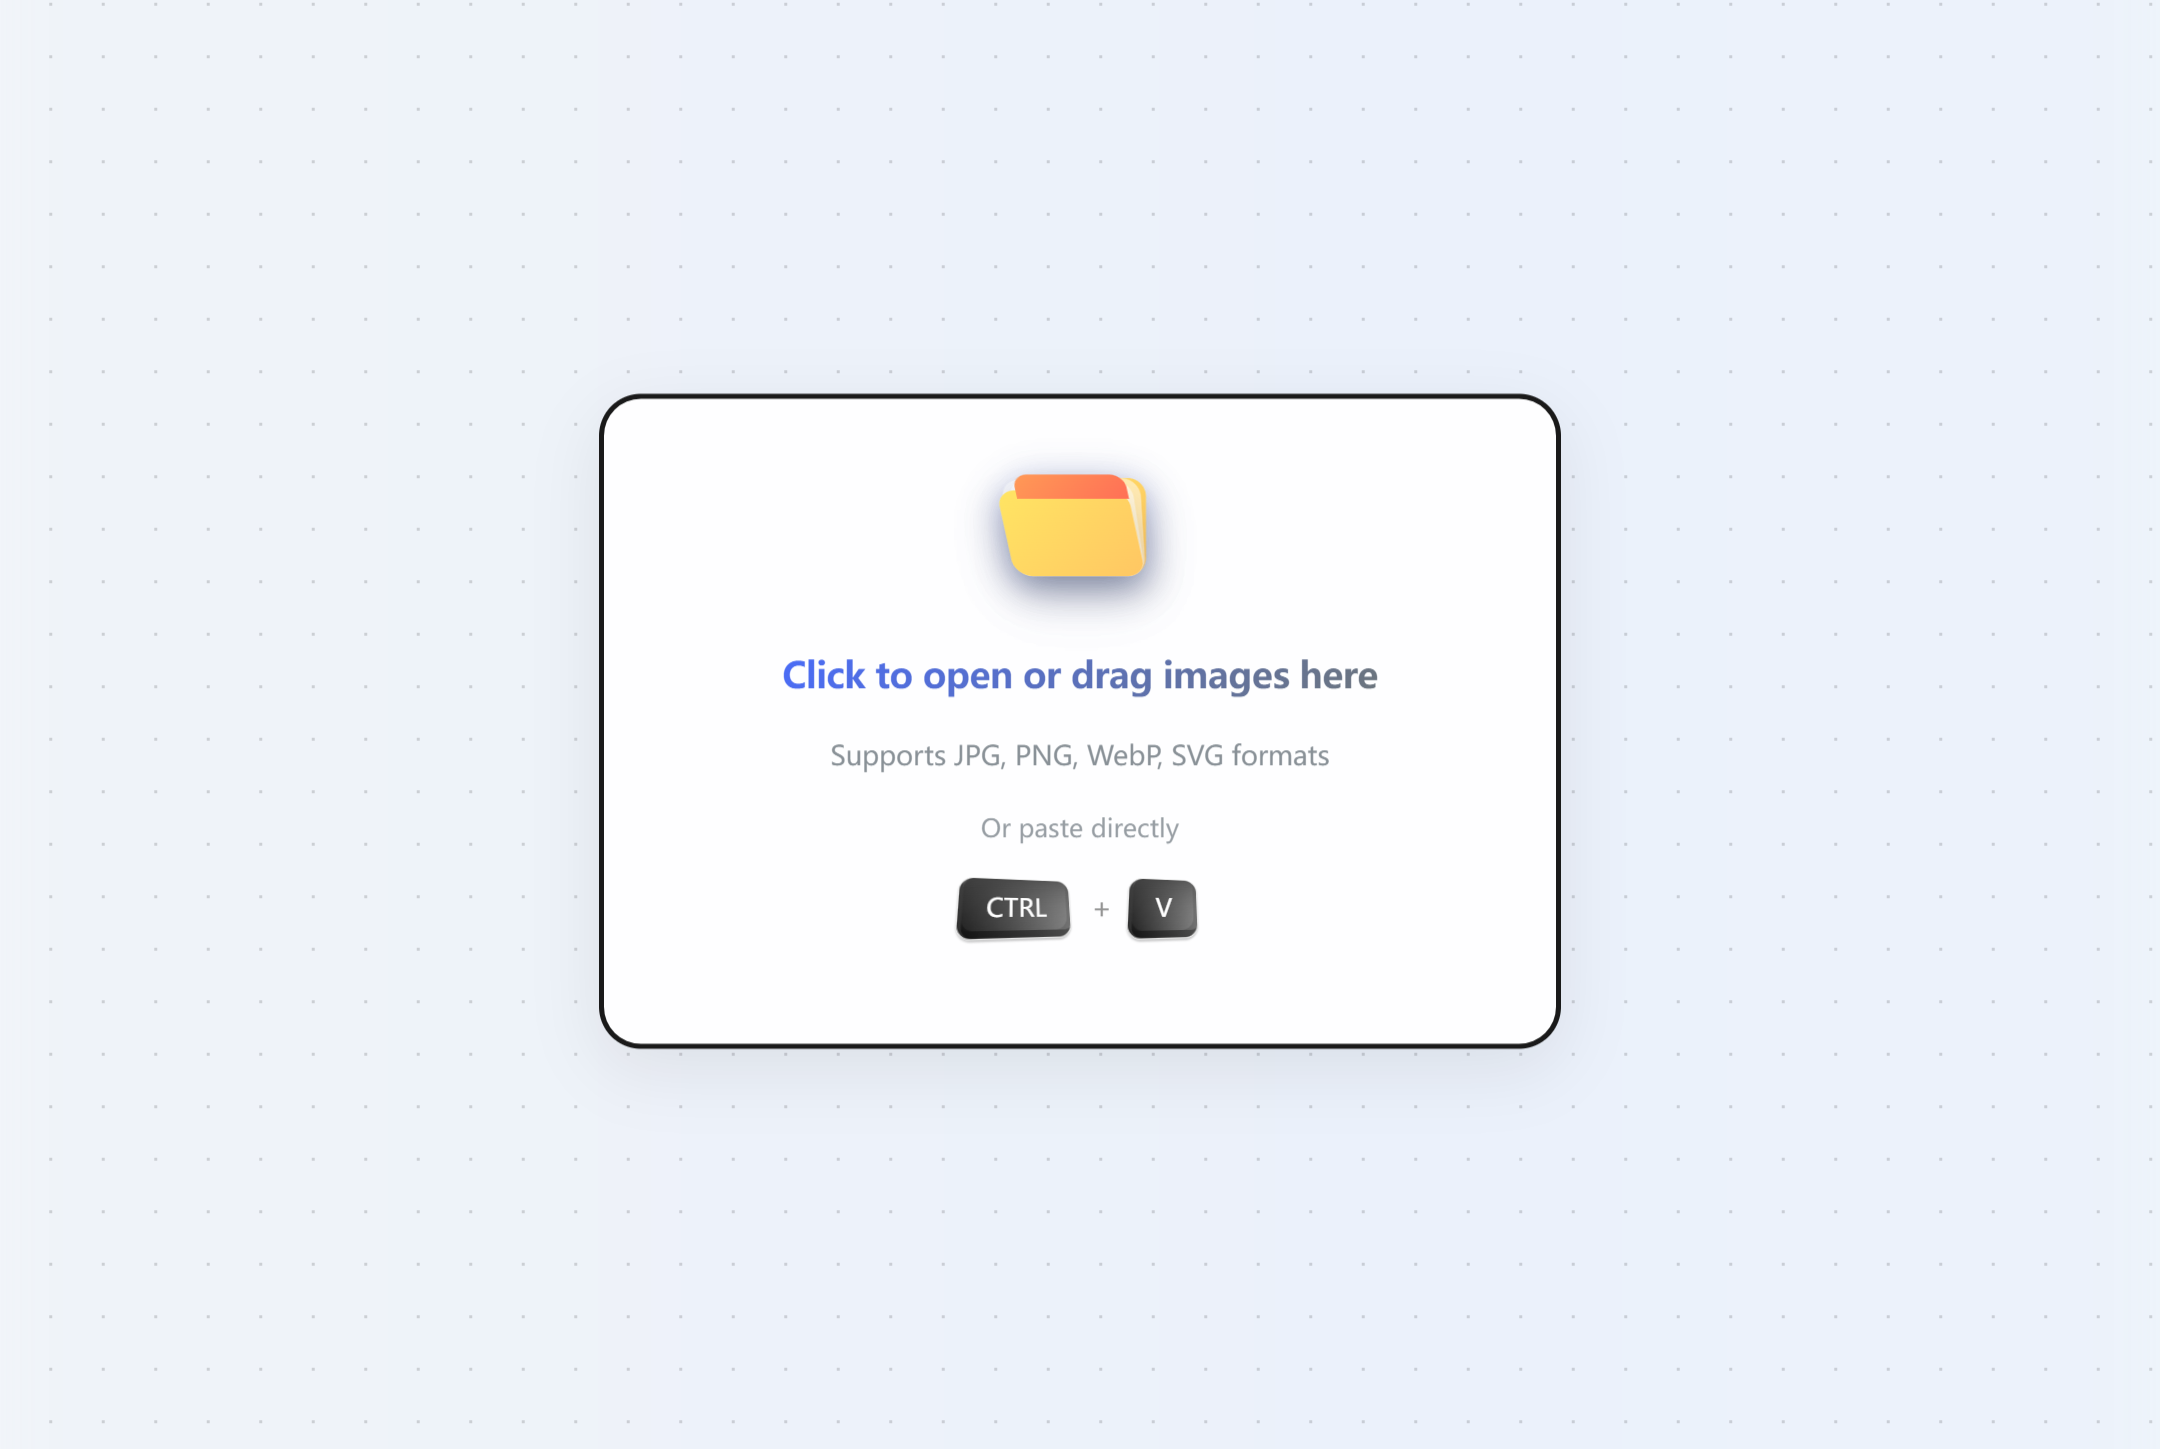 Click to open or drag images here
Supports JPG, PNG, WebP, SVG formats
Or paste directly
CTRL + V